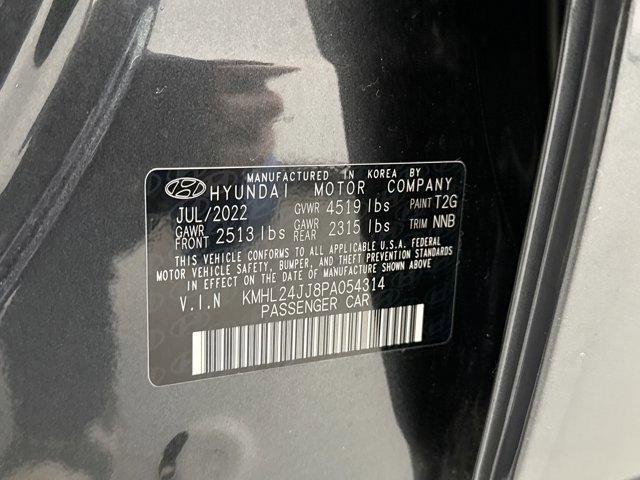 MANUFACTURED IN KOREA BY
HYUNDAI MOTOR COMPANY
JUL/2022 GVWR 4519 lbs PAINT T2G
GAWR FRONT 2513 lbs GAWR REAR 2315 lbs TRIM NNB
THIS VEHICLE CONFORMS TO ALL APPLICABLE U.S.A. FEDERAL
MOTOR VEHICLE SAFETY, BUMPER, AND THEFT PREVENTION STANDARDS
IN EFFECT ON THE DATE OF MANUFACTURE SHOWN ABOVE
V.I.N KMHL24JJ8PA054314
PASSENGER CAR